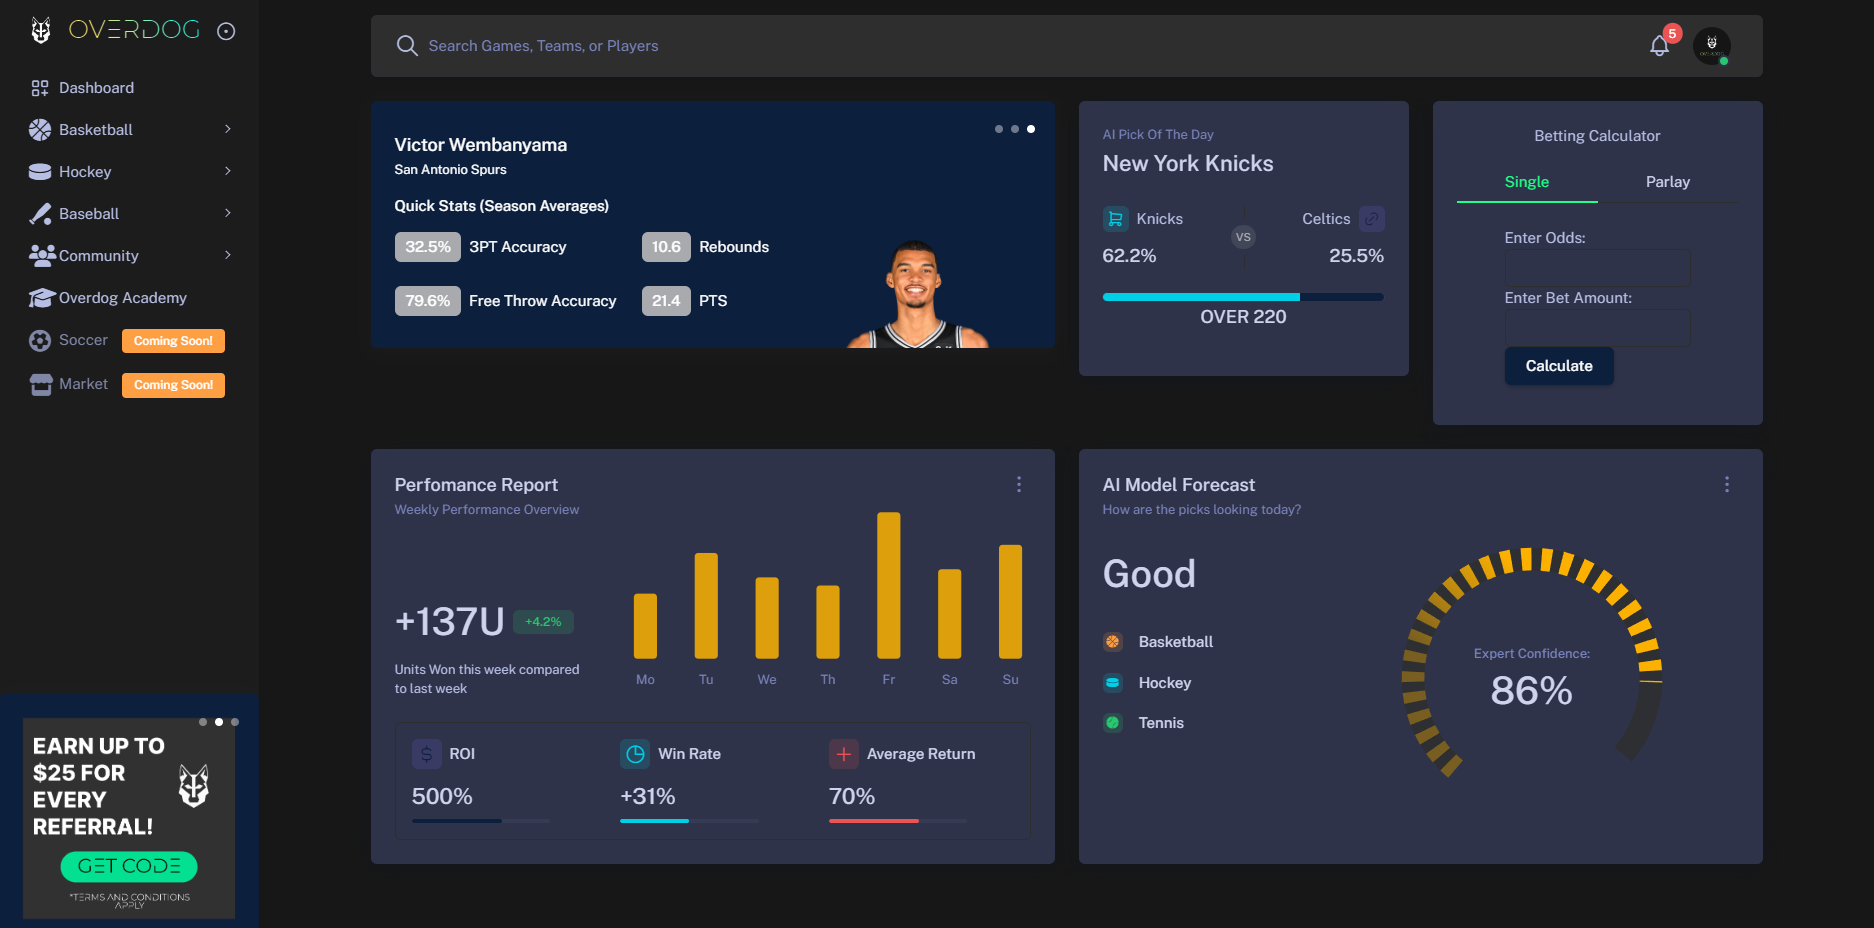 OVERDOG
Dashboard
Basketball
Hockey
Baseball
Community
Overdog Academy
Soccer Coming Soon!
Market Coming Soon!
EARN UP TO
$25 FOR
EVERY
REFERRAL!
GET CODE
*TERMS AND CONDITIONS
APPLY
Search Games, Teams, or Players
5
Victor Wembanyama
San Antonio Spurs
Quick Stats (Season Averages)
32.5% 3PT Accuracy
10.6 Rebounds
79.6% Free Throw Accuracy
21.4 PTS
AI Pick Of The Day
New York Knicks
Knicks
VS
Celtics
62.2%
25.5%
OVER 220
Betting Calculator
Single Parlay
Enter Odds:
Enter Bet Amount:
Calculate
Perfomance Report
Weekly Performance Overview
+137U +4.2%
Units Won this week compared
to last week
Mo Tu We Th Fr Sa Su
$ ROI
500%
Win Rate
+31%
Average Return
70%
AI Model Forecast
How are the picks looking today?
Good
Basketball
Hockey
Tennis
Expert Confidence:
86%